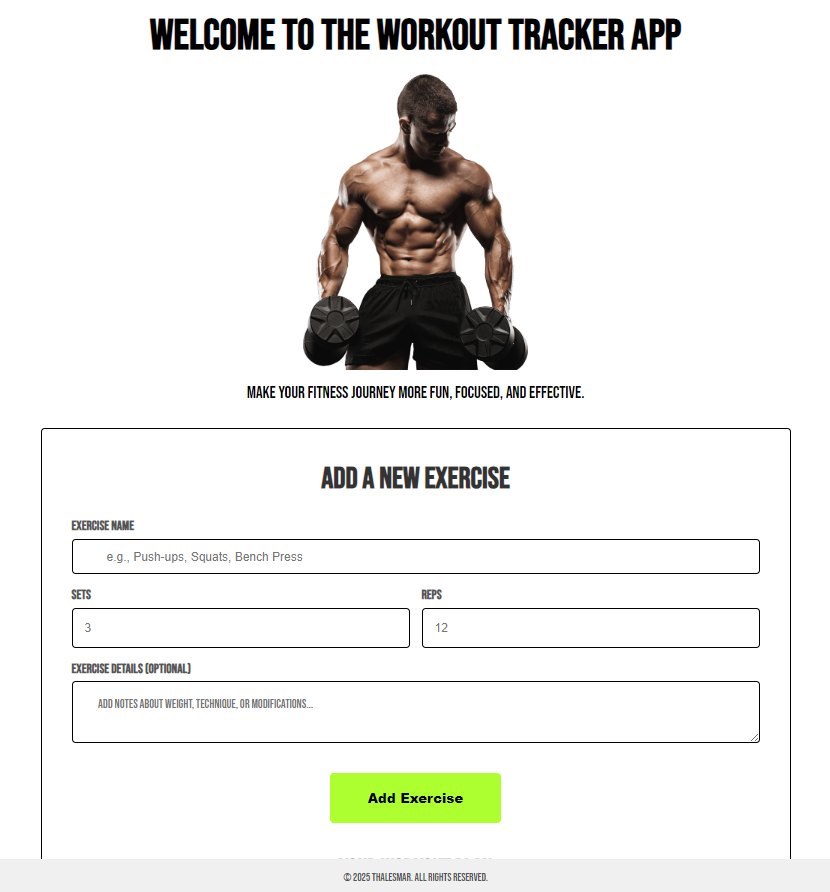 WELCOME TO THE WORKOUT TRACKER APP
MAKE YOUR FITNESS JOURNEY MORE FUN, FOCUSED, AND EFFECTIVE.
ADD A NEW EXERCISE
EXERCISE NAME
e.g., Push-ups, Squats, Bench Press
SETS
REPS
3
12
EXERCISE DETAILS (OPTIONAL)
ADD NOTES ABOUT WEIGHT, TECHNIQUE, OR MODIFICATIONS...
Add Exercise
© 2025 THALESMAR. ALL RIGHTS RESERVED.